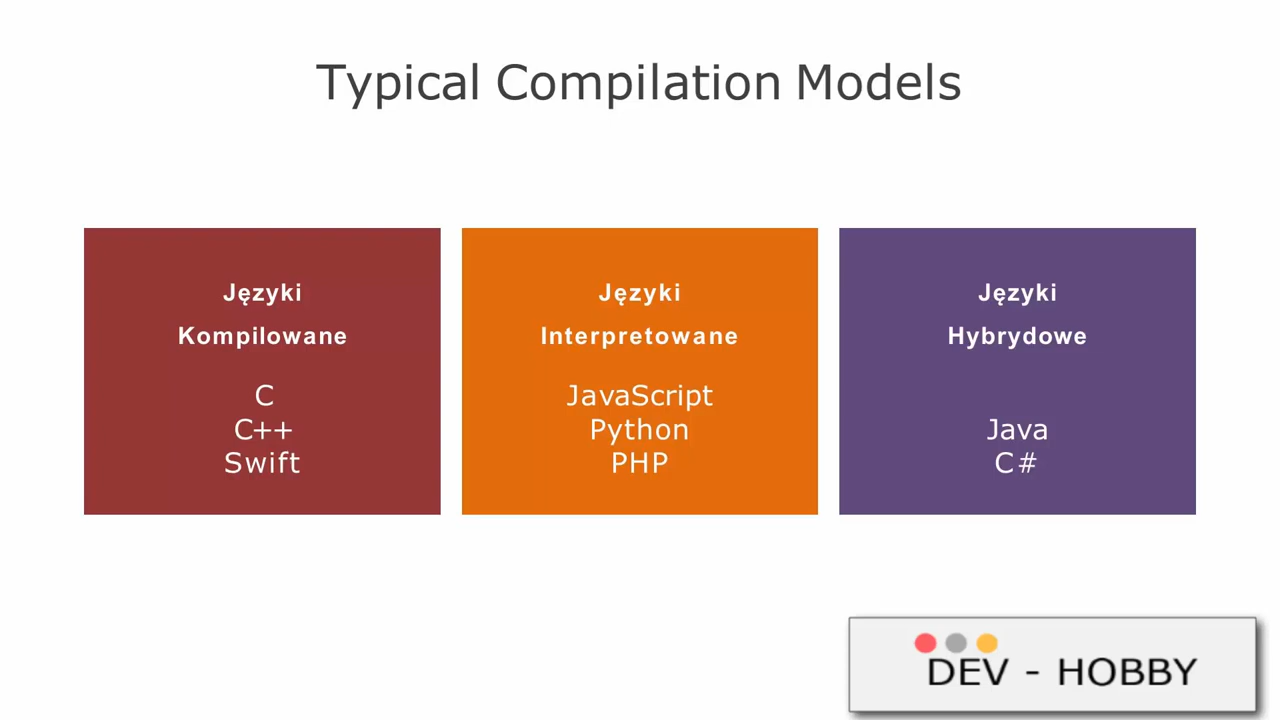 Typical Compilation Models
Języki
Kompilowane
C
C++
Swift
Języki
Interpretowane
JavaScript
Python
PHP
Języki
Hybrydowe
Java
C#
DEV - HOBBY